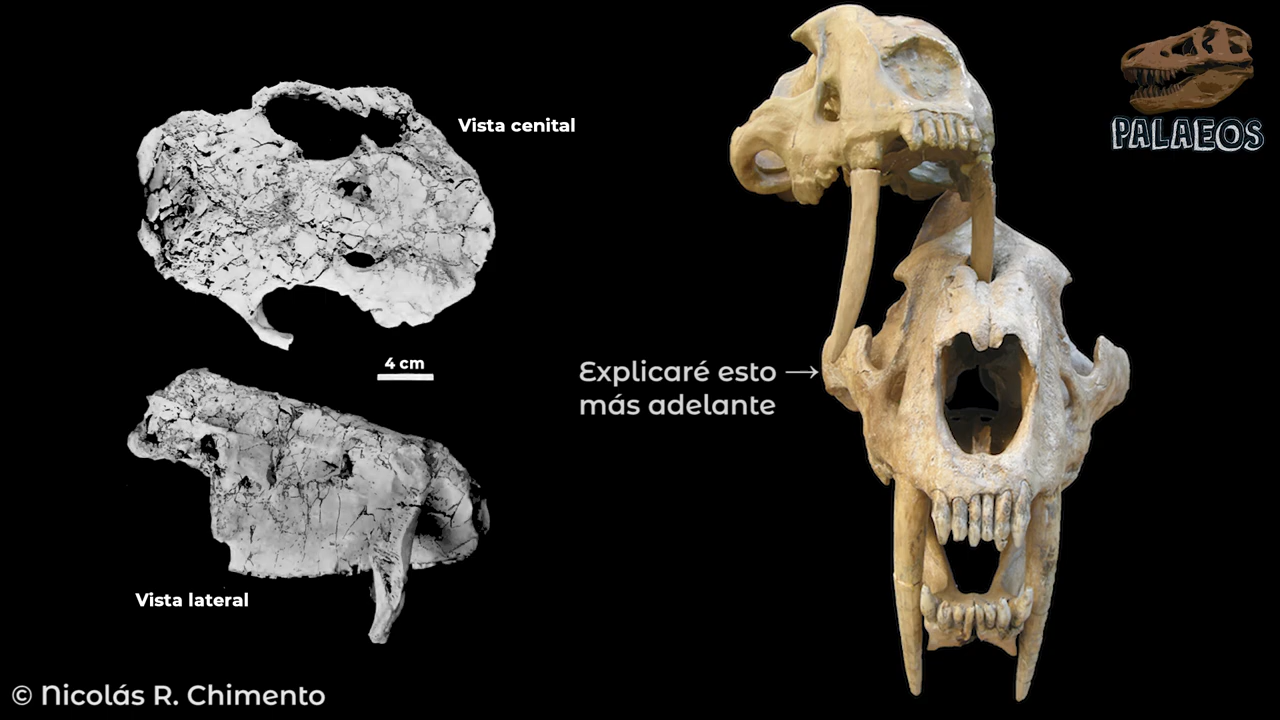 Vista cenital
PALAEOS
4 cm
Explicaré esto
más adelante
Vista lateral
© Nicolás R. Chimento